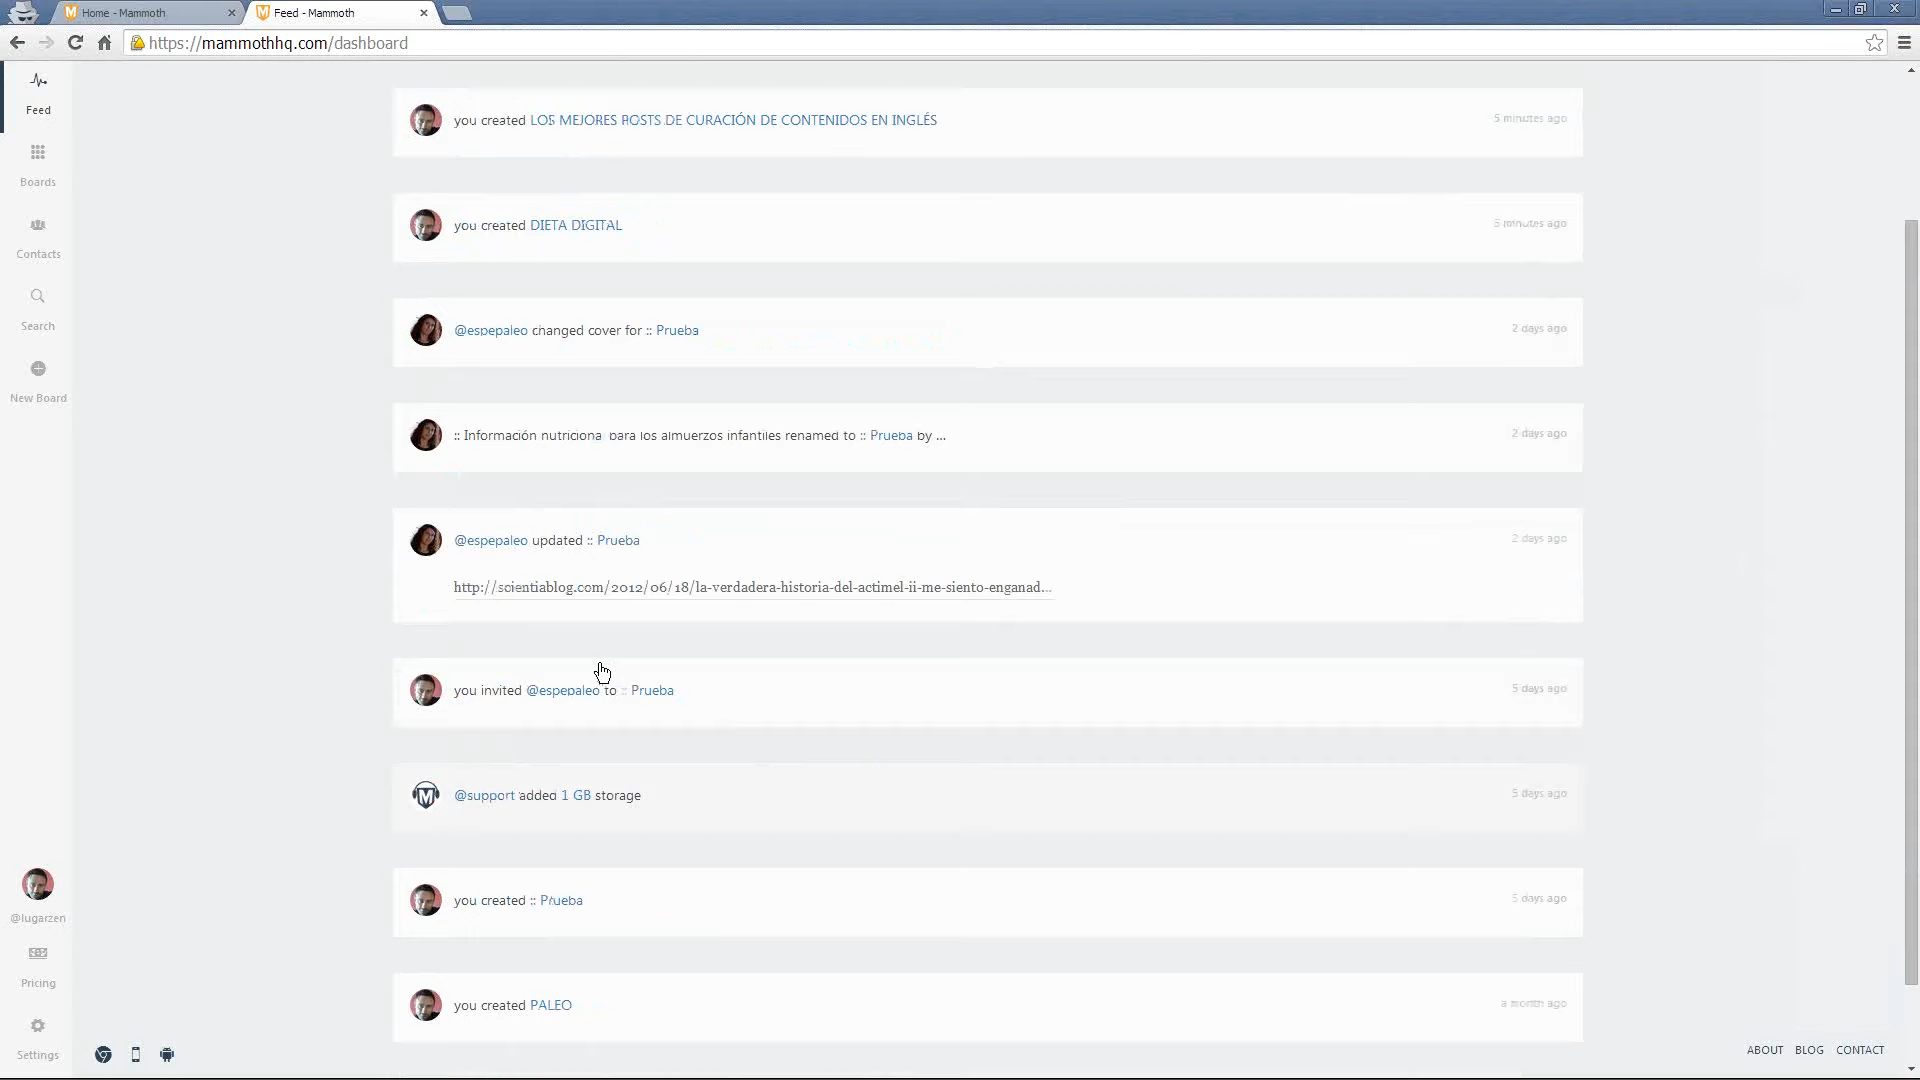 Home - Mammoth
Feed - Mammoth
https://mammothhq.com/dashboard
Feed
Boards
Contacts
Search
New Board
@lugarzen
Pricing
Settings
you created LOS MEJORES POSTS DE CURACIÓN DE CONTENIDOS EN INGLÉS
5 minutes ago
you created DIETA DIGITAL
5 minutes ago
@espepaleo changed cover for :: Prueba
2 days ago
:: Información nutricional para los almuerzos infantiles renamed to :: Prueba by ...
2 days ago
@espepaleo updated :: Prueba
2 days ago
http://scientiablog.com/2012/06/18/la-verdadera-historia-del-actimel-ii-me-siento-enganad...
you invited @espepaleo to :: Prueba
5 days ago
@support added 1 GB storage
5 days ago
you created :: Prueba
5 days ago
you created PALEO
a month ago
ABOUT BLOG CONTACT